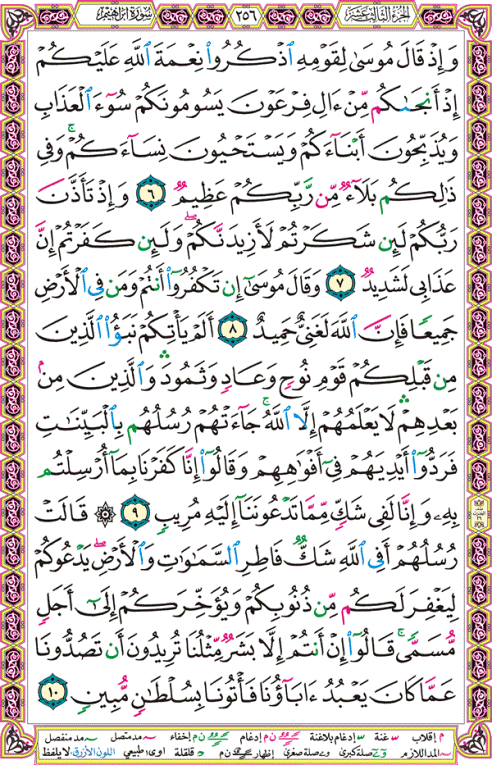 الجزء الثالث عشر ٢٥٦ سورة إبراهيم
وَإِذۡ قَالَ مُوسَىٰ لِقَوۡمِهِ ٱذۡكُرُواْ نِعۡمَةَ ٱللَّهِ عَلَيۡكُمۡ
إِذۡ أَنجَىٰكُم مِّنۡ ءَالِ فِرۡعَوۡنَ يَسُومُونَكُمۡ سُوٓءَ ٱلۡعَذَابِ
وَيُذَبِّحُونَ أَبۡنَآءَكُمۡ وَيَسۡتَحۡيُونَ نِسَآءَكُمۡۚ وَفِي
ذَٰلِكُم بَلَآءٞ مِّن رَّبِّكُمۡ عَظِيمٞ ٦ وَإِذۡ تَأَذَّنَ
رَبُّكُمۡ لَئِن شَكَرۡتُمۡ لَأَزِيدَنَّكُمۡۖ وَلَئِن كَفَرۡتُمۡ إِنَّ
عَذَابِي لَشَدِيدٞ ٧ وَقَالَ مُوسَىٰٓ إِن تَكۡفُرُوٓاْ أَنتُمۡ وَمَن فِي ٱلۡأَرۡضِ
جَمِيعٗا فَإِنَّ ٱللَّهَ لَغَنِيٌّ حَمِيدٌ ٨ أَلَمۡ يَأۡتِكُمۡ نَبَؤُاْ ٱلَّذِينَ
مِن قَبۡلِكُمۡ قَوۡمِ نُوحٖ وَعَادٖ وَثَمُودَ وَٱلَّذِينَ مِنۢ
بَعۡدِهِمۡ لَا يَعۡلَمُهُمۡ إِلَّا ٱللَّهُۚ جَآءَتۡهُمۡ رُسُلُهُم بِٱلۡبَيِّنَٰتِ
فَرَدُّوٓاْ أَيۡدِيَهُمۡ فِيٓ أَفۡوَٰهِهِمۡ وَقَالُوٓاْ إِنَّا كَفَرۡنَا بِمَآ أُرۡسِلۡتُم
بِهِۦ وَإِنَّا لَفِي شَكّٖ مِّمَّا تَدۡعُونَنَآ إِلَيۡهِ مُرِيبٖ ٩ ۞ قَالَتۡ
رُسُلُهُمۡ أَفِي ٱللَّهِ شَكّٞ فَاطِرِ ٱلسَّمَٰوَٰتِ وَٱلۡأَرۡضِۖ يَدۡعُوكُمۡ
لِيَغۡفِرَ لَكُم مِّن ذُنُوبِكُمۡ وَيُؤَخِّرَكُمۡ إِلَىٰٓ أَجَلٖ
مُّسَمّٗىۚ قَالُوٓاْ إِنۡ أَنتُمۡ إِلَّا بَشَرٞ مِّثۡلُنَا تُرِيدُونَ أَن تَصُدُّونَا
عَمَّا كَانَ يَعۡبُدُ ءَابَآؤُنَا فَأۡتُونَا بِسُلۡطَٰنٖ مُّبِينٖ ١٠
م إقلاب غنة إدغام بلاغنة ن م إدغام ن م إخفاء مد متصل مد منفصل
المد اللازم صلة كبرى وصلة صغرى إظهار ن م قلقلة اوى: طبيعي اللون الأزرق: لا يلفظ